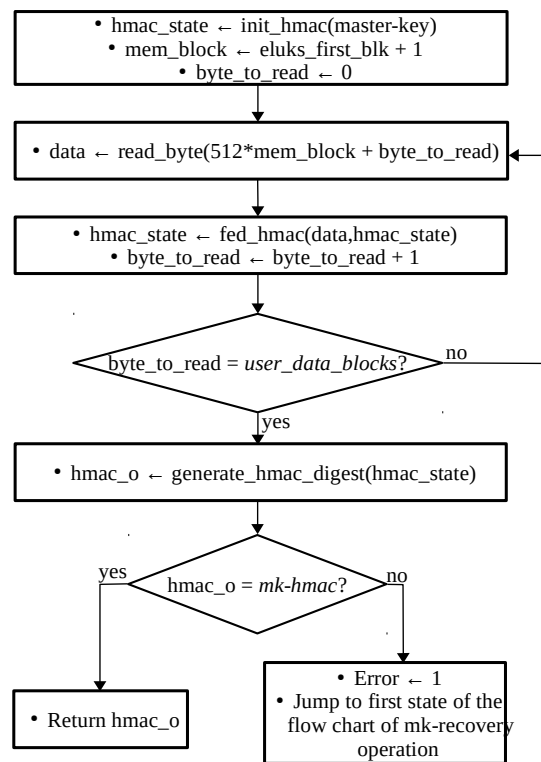 • hmac_state ← init_hmac(master-key)
• mem_block ← eluks_first_blk + 1
• byte_to_read ← 0
• data ← read_byte(512*mem_block + byte_to_read)
• hmac_state ← fed_hmac(data,hmac_state)
• byte_to_read ← byte_to_read + 1
byte_to_read = user_data_blocks?
no
yes
• hmac_o ← generate_hmac_digest(hmac_state)
yes
hmac_o = mk-hmac?
no
• Return hmac_o
• Error ← 1
• Jump to first state of the
flow chart of mk-recovery
operation